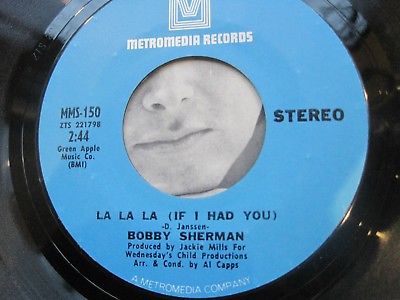 METROMEDIA RECORDS
MMS-150
ZTS 221798
2:44
Green Apple
Music Co.
(BMI)
STEREO
LA LA LA (IF I HAD YOU)
-D. Janssen-
BOBBY SHERMAN
Produced by Jackie Mills For
Wednesday's Child Productions
Arr. & Cond. by Al Capps
A METROMEDIA COMPANY